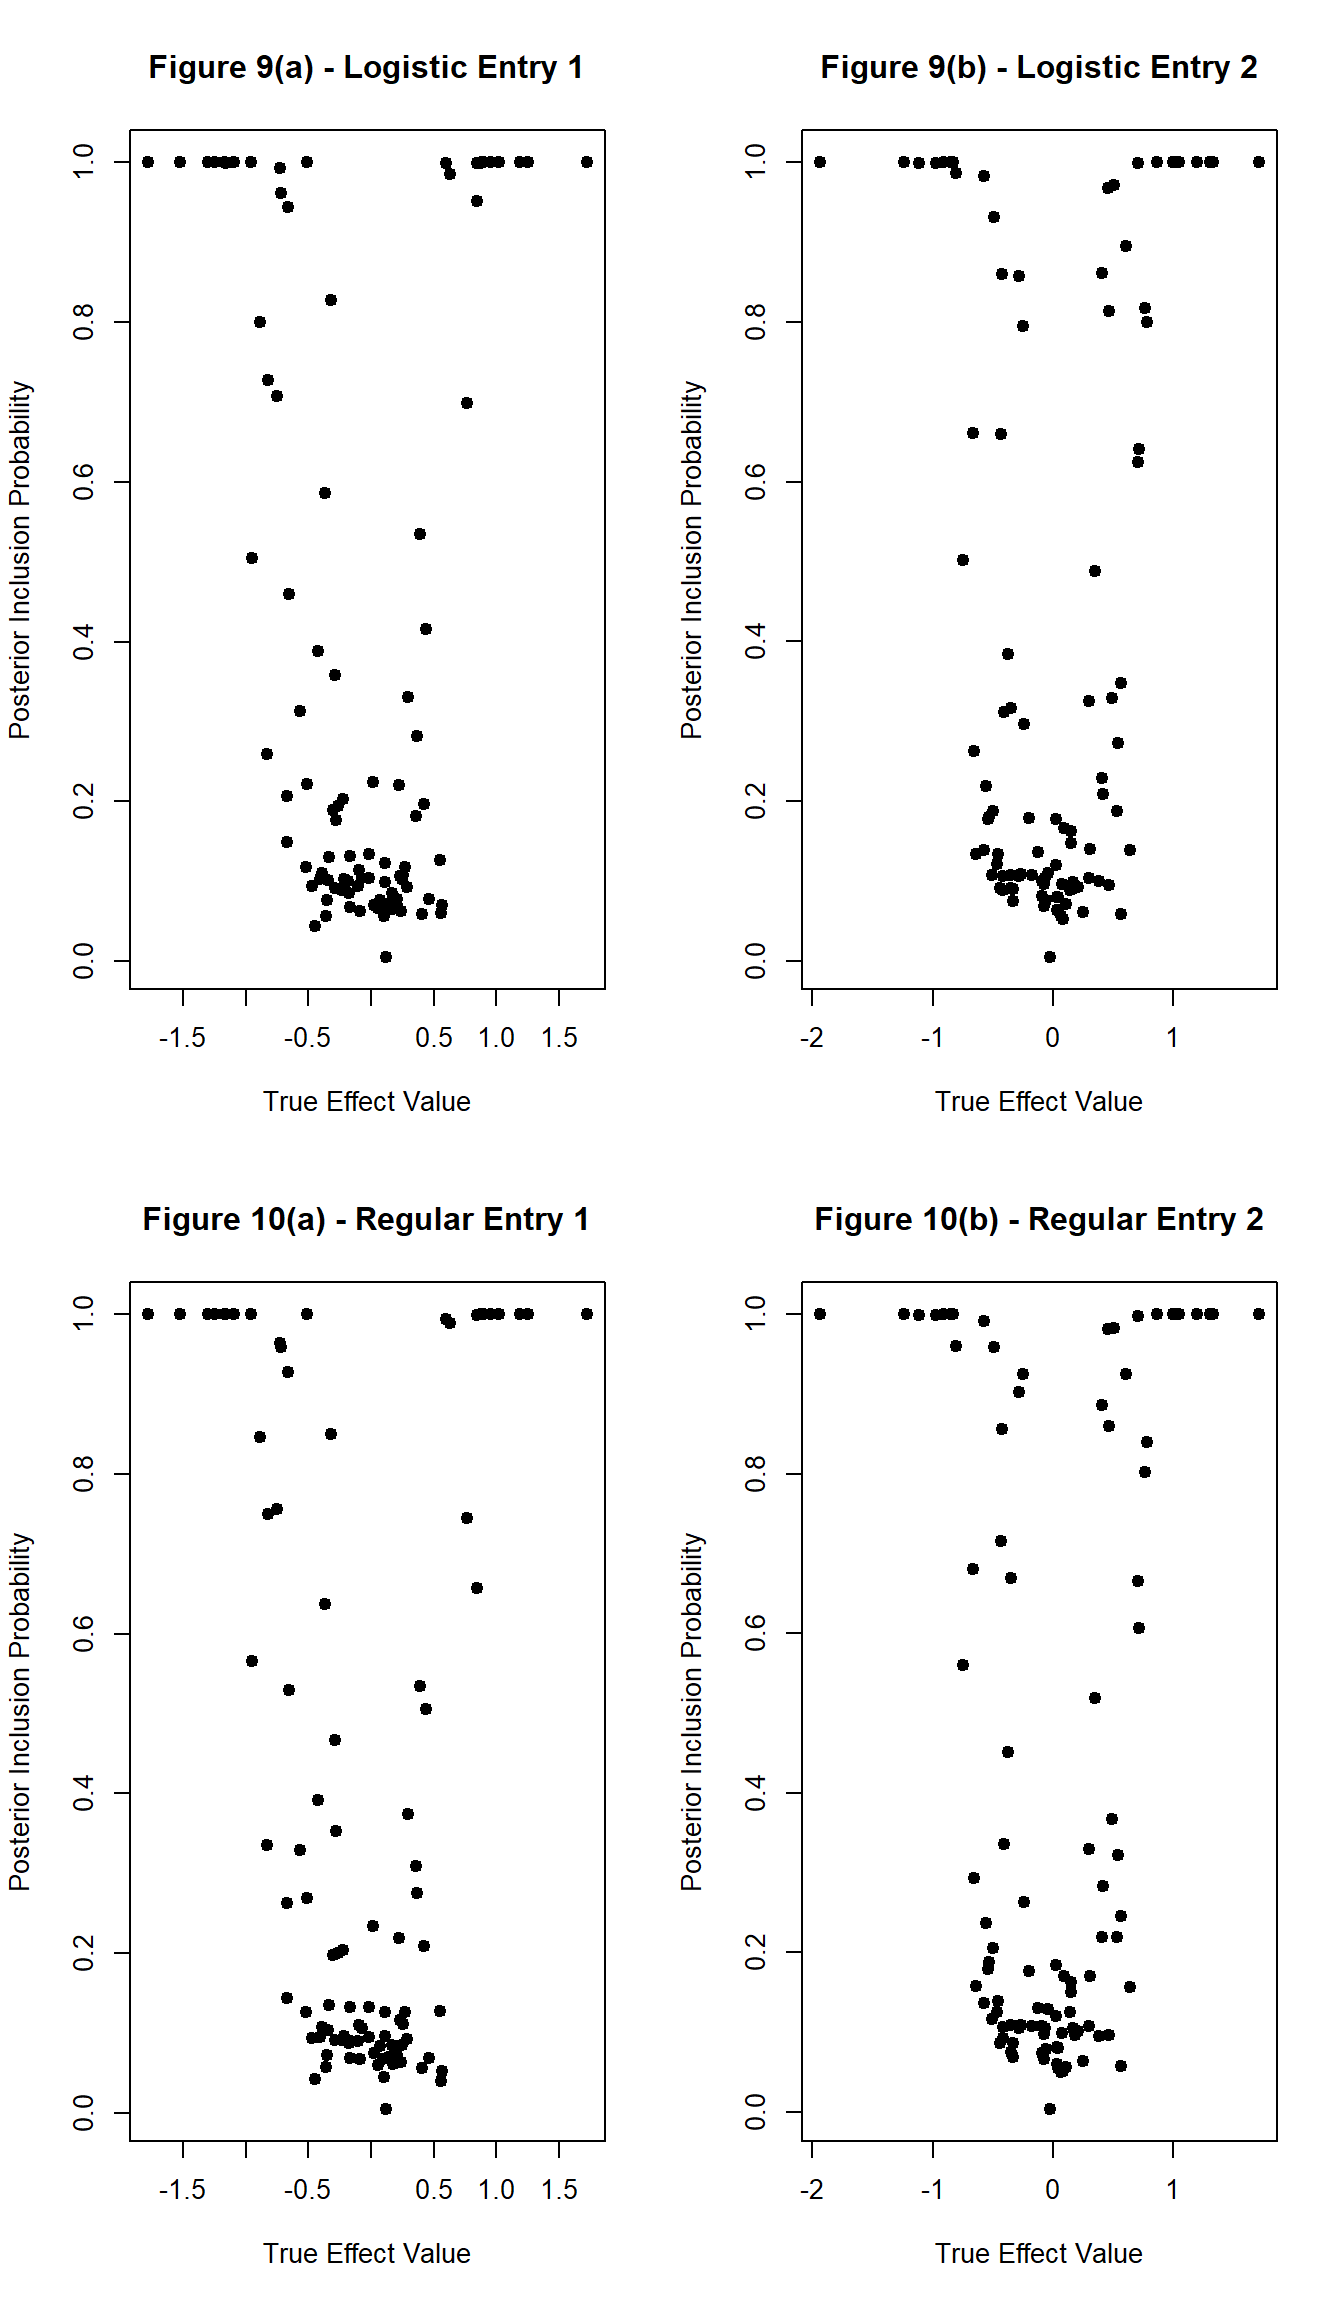 Figure 9(a) - Logistic Entry 1
Posterior Inclusion Probability
1.0
0.8
0.6
0.4
0.2
0.0
-1.5 -0.5 0.5 1.0 1.5
True Effect Value
Figure 9(b) - Logistic Entry 2
Posterior Inclusion Probability
1.0
0.8
0.6
0.4
0.2
0.0
-2 -1 0 1
True Effect Value
Figure 10(a) - Regular Entry 1
Posterior Inclusion Probability
1.0
0.8
0.6
0.4
0.2
0.0
-1.5 -0.5 0.5 1.0 1.5
True Effect Value
Figure 10(b) - Regular Entry 2
Posterior Inclusion Probability
1.0
0.8
0.6
0.4
0.2
0.0
-2 -1 0 1
True Effect Value